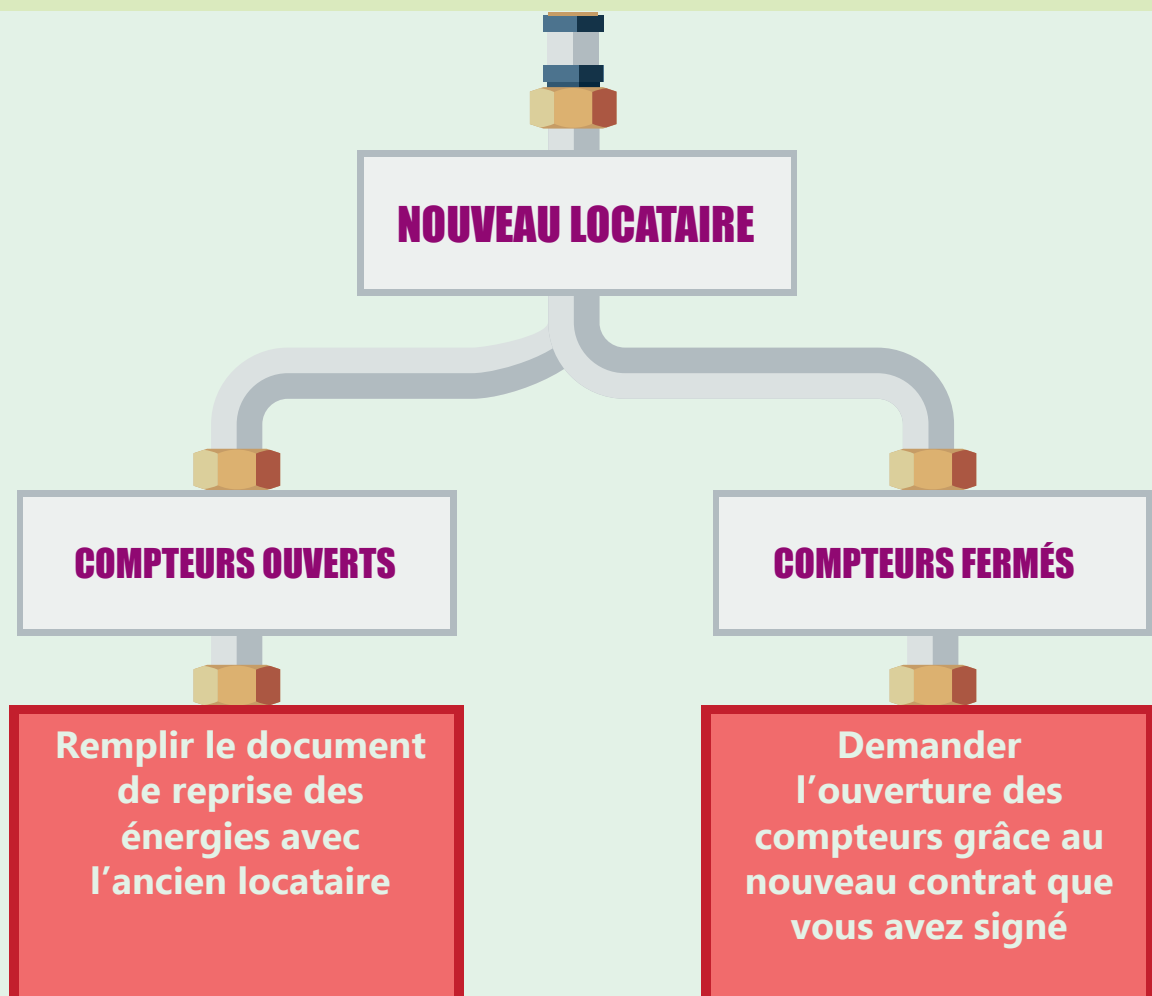 NOUVEAU LOCATAIRE
COMPTEURS OUVERTS
COMPTEURS FERMÉS
Remplir le document
de reprise des
énergies avec
l’ancien locataire
Demander
l’ouverture des
compteurs grâce au
nouveau contrat que
vous avez signé